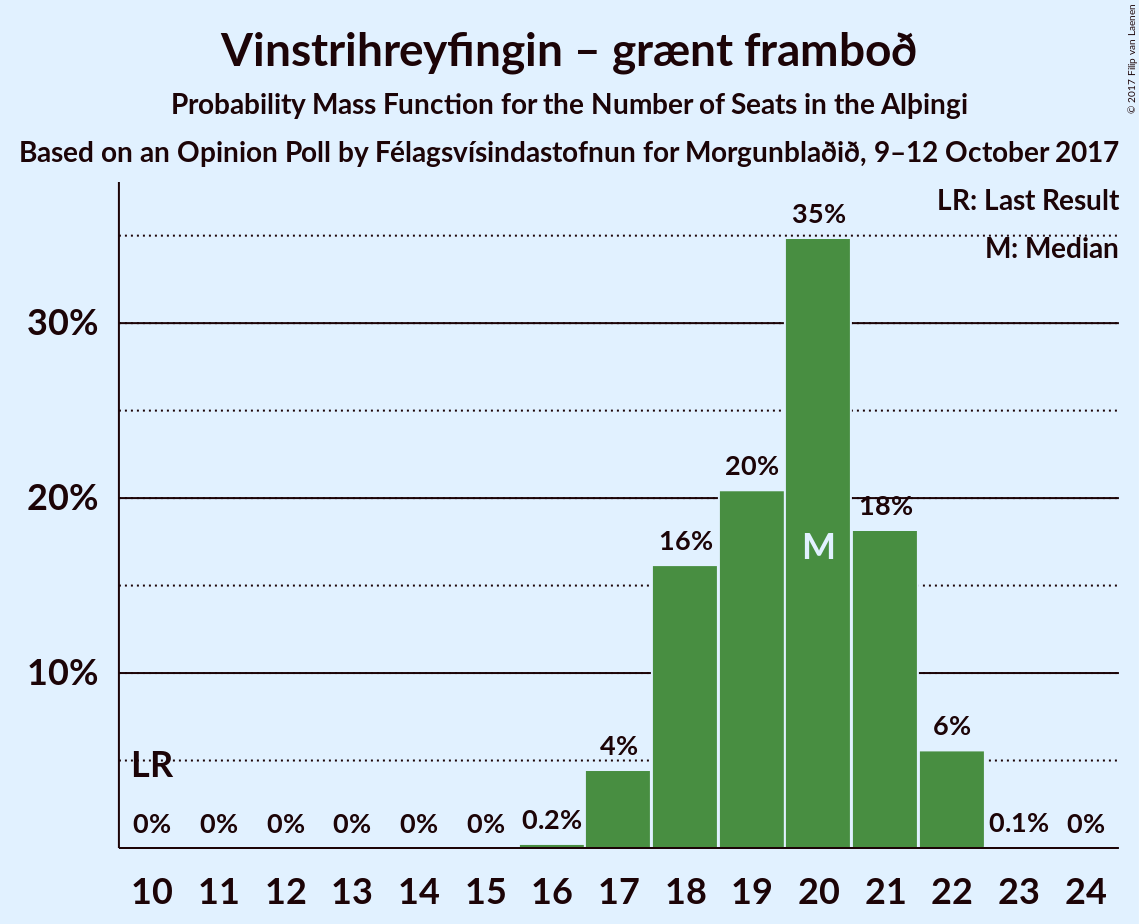 Vinstrihreyfingin – grænt framboð
Probability Mass Function for the Number of Seats in the Alþingi
Based on an Opinion Poll by Félagsvísindastofnun for Morgunblaðið, 9–12 October 2017
© 2017 Filip van Laenen
LR: Last Result
M: Median
35%
30%
20%
20%
18%
16%
M
10%
6%
4%
LR
0% 0% 0% 0% 0% 0% 0.2% 0.1% 0%
10 11 12 13 14 15 16 17 18 19 20 21 22 23 24